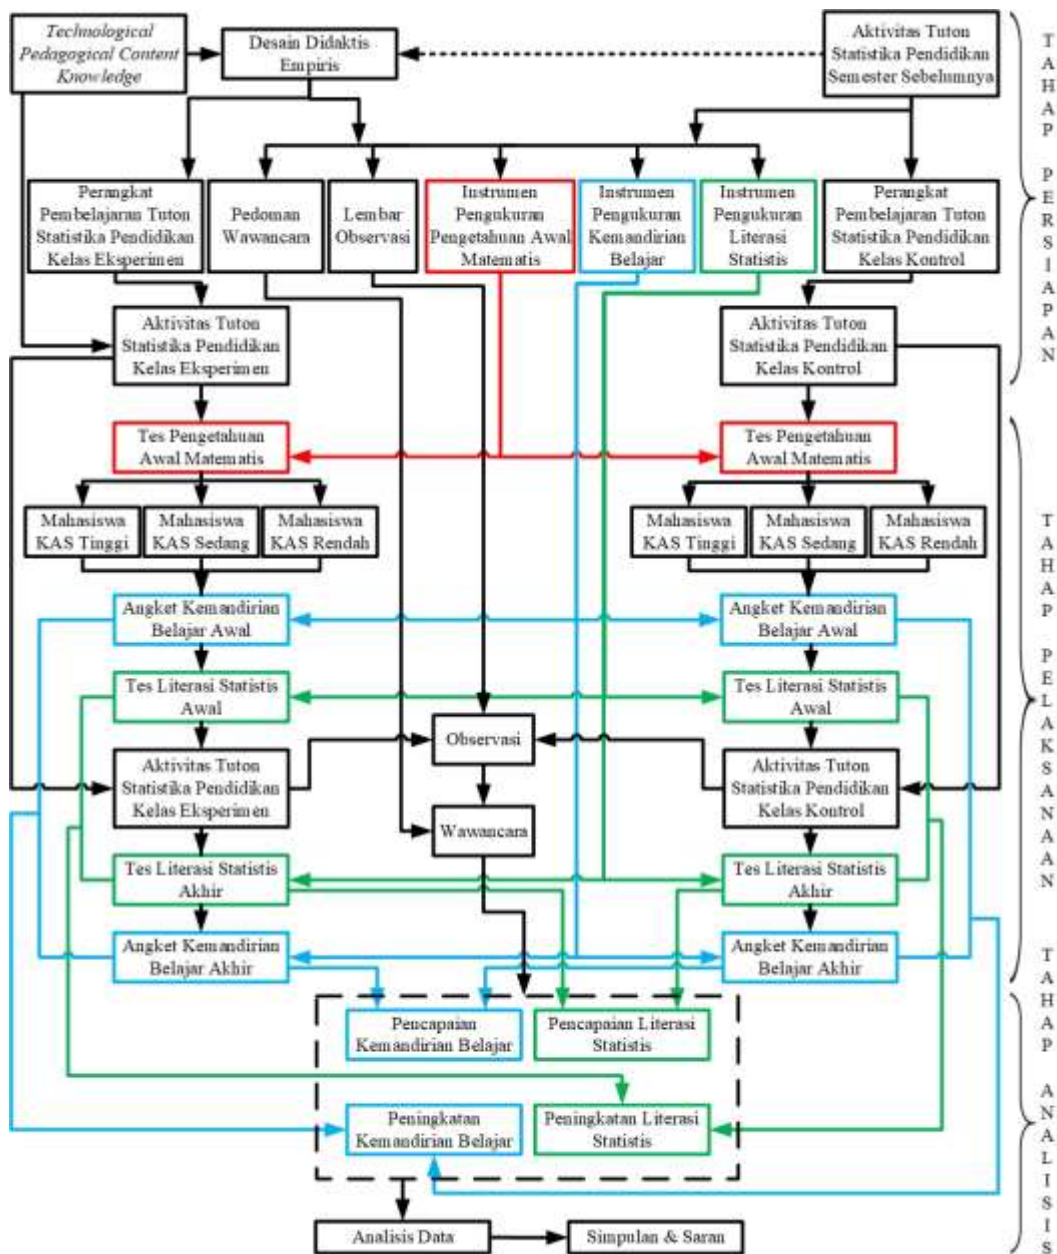 Technological
Pedagogical Content
Knowledge
Desain Didaktis
Empiris
Aktivitas Tuton
Statistika Pendidikan
Semester Sebelumnya
TAHAP PERSIAPAN
Perangkat
Pembelajaran Tuton
Statistika Pendidikan
Kelas Eksperimen
Pedoman
Wawancara
Lembar
Observasi
Instrumen
Pengukuran
Pengetahuan Awal
Matematis
Instrumen
Pengukuran
Kemandirian
Belajar
Instrumen
Pengukuran
Literasi
Statistis
Perangkat
Pembelajaran Tuton
Statistika Pendidikan
Kelas Kontrol
Aktivitas Tuton
Statistika Pendidikan
Kelas Eksperimen
Aktivitas Tuton
Statistika Pendidikan
Kelas Kontrol
Tes Pengetahuan
Awal Matematis
Tes Pengetahuan
Awal Matematis
TAHAP PELAKSANAAN
Mahasiswa
KAS Tinggi
Mahasiswa
KAS Sedang
Mahasiswa
KAS Rendah
Mahasiswa
KAS Tinggi
Mahasiswa
KAS Sedang
Mahasiswa
KAS Rendah
Angket Kemandirian
Belajar Awal
Angket Kemandirian
Belajar Awal
Tes Literasi Statistis
Awal
Tes Literasi Statistis
Awal
Observasi
Aktivitas Tuton
Statistika Pendidikan
Kelas Eksperimen
Aktivitas Tuton
Statistika Pendidikan
Kelas Kontrol
Wawancara
Tes Literasi Statistis
Akhir
Tes Literasi Statistis
Akhir
Angket Kemandirian
Belajar Akhir
Angket Kemandirian
Belajar Akhir
TAHAP ANALISIS
Pencapaian
Kemandirian Belajar
Pencapaian Literasi
Statistis
Peningkatan
Kemandirian Belajar
Peningkatan Literasi
Statistis
Analisis Data
Simpulan & Saran